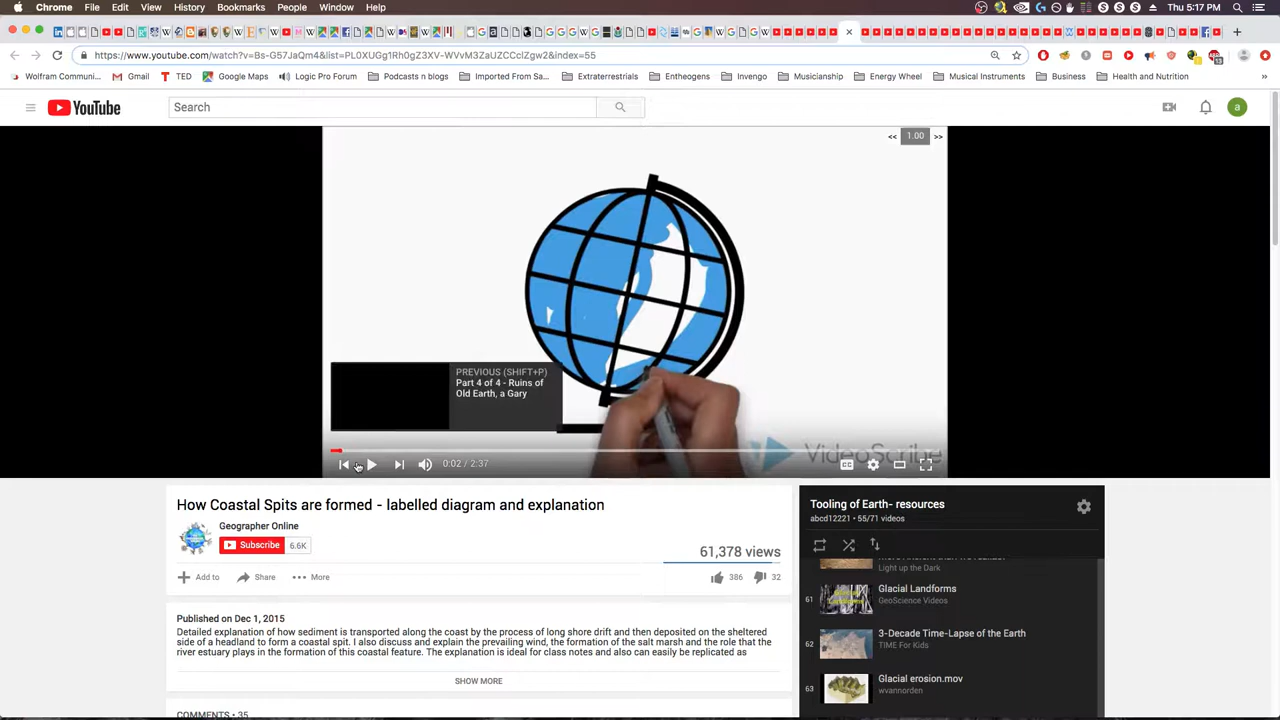 Chrome File Edit View History Bookmarks People Window Help
Thu 5:17 PM
https://www.youtube.com/watch?v=Bs-G57JaQm4&list=PL0XUGg1Rh0gZ3XV-WVvM3ZaUZCCclZgw2&index=55
Wolfram Communi... Gmail TED Google Maps Logic Pro Forum Podcasts n blogs Imported From Sa... Extraterrestrials Entheogens Invengo Musicianship Energy Wheel Musical Instruments Business Health and Nutrition »
YouTube Search a
<< 1.00 >>
PREVIOUS (SHIFT+P)
Part 4 of 4 - Ruins of
Old Earth, a Gary
VideoScribe
0:02 / 2:37 CC
How Coastal Spits are formed - labelled diagram and explanation
Geographer Online
Subscribe 6.6K
61,378 views
Add to Share More 386 32
Published on Dec 1, 2015
Detailed explanation of how sediment is transported along the coast by the process of long shore drift and then deposited on the sheltered
side of a headland to form a coastal spit. I also discuss and explain the prevailing wind, the formation of the salt marsh and the role that the
river estuary plays in the formation of this coastal feature. The explanation is ideal for class notes and also can easily be replicated as
SHOW MORE
COMMENTS • 35
Tooling of Earth- resources
abcd12221 • 55/71 videos
Light up the Dark
61 Glacial Landforms
GeoScience Videos
62 3-Decade Time-Lapse of the Earth
TIME For Kids
63 Glacial erosion.mov
wvannorden